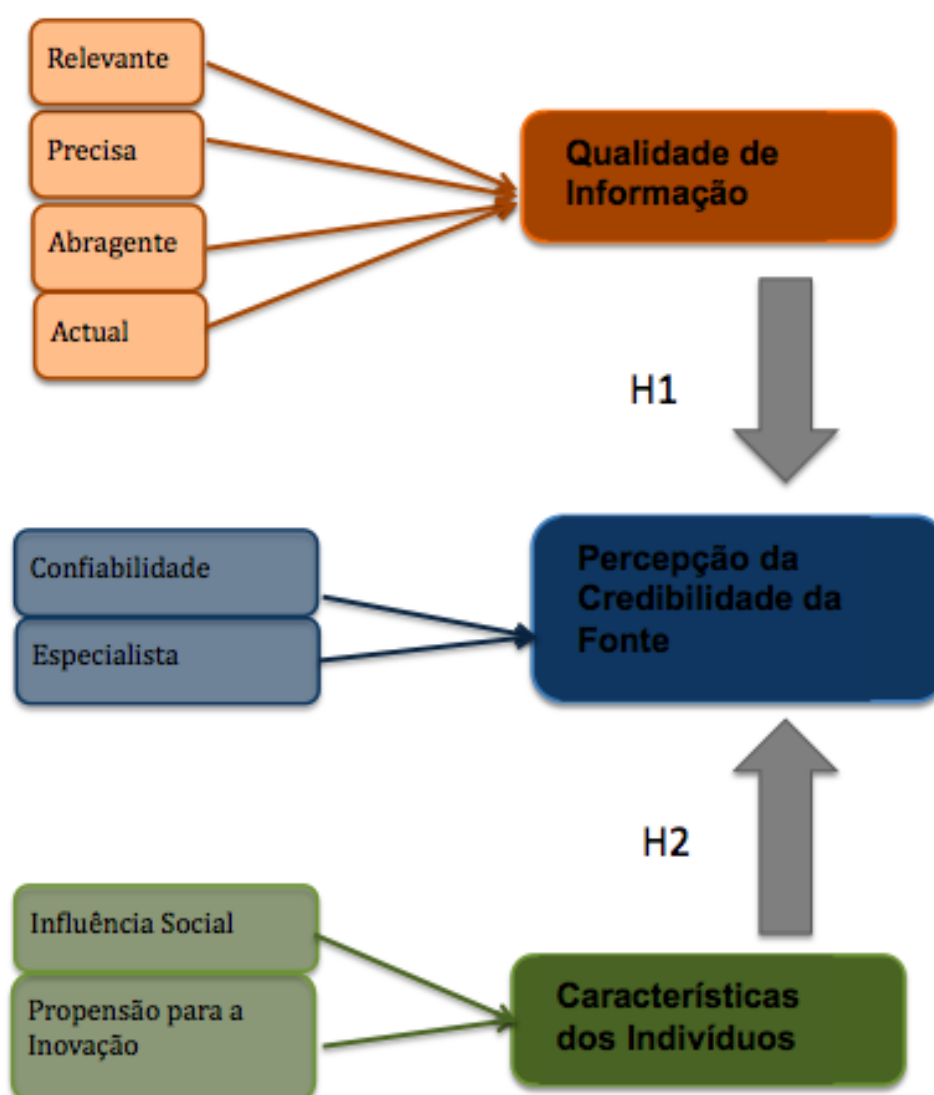 Relevante
Precisa
Abragente
Actual
Qualidade de
Informação
H1
Confiabilidade
Especialista
Percepção da
Credibilidade da
Fonte
H2
Influência Social
Propensão para a
Inovação
Características
dos Indivíduos